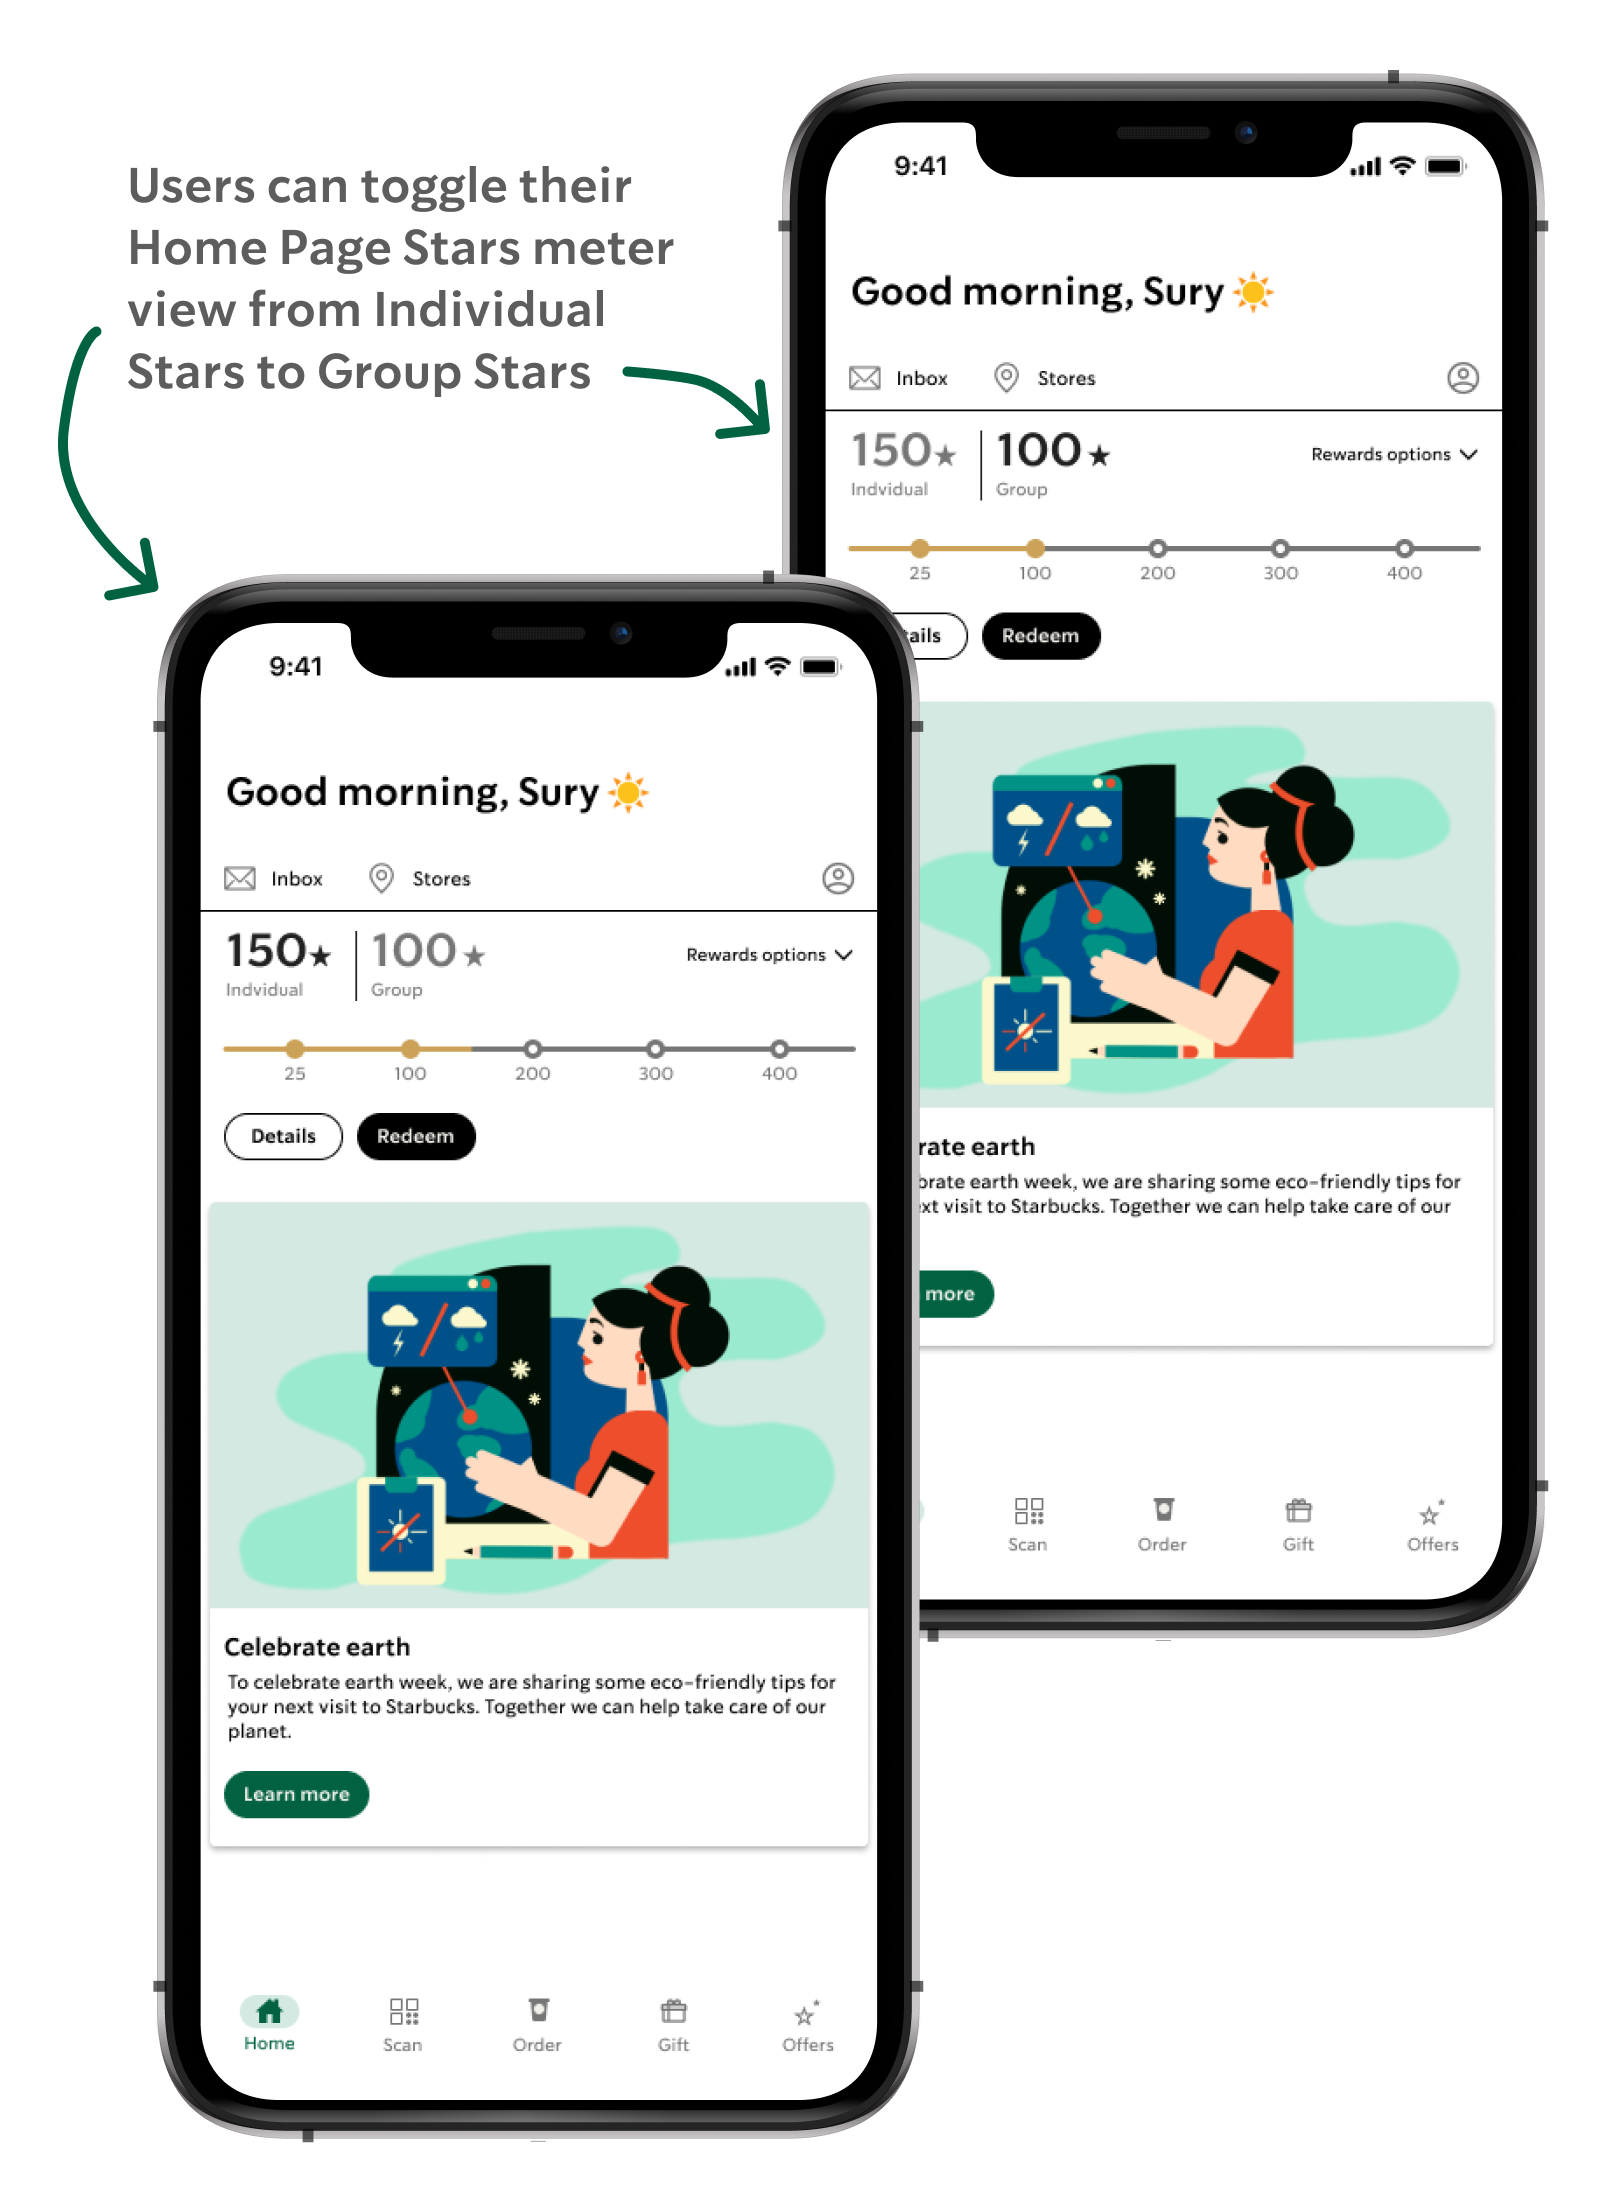 Users can toggle their
Home Page Stars meter
view from Individual
Stars to Group Stars
9:41
Good morning, Sury
Inbox Stores
150 100 Rewards options
Indvidual Group
25 100 200 300 400
ails Redeem
rate earth
brate earth week, we are sharing some eco-friendly tips for
xt visit to Starbucks. Together we can help take care of our
more
Scan Order Gift Offers
9:41
Good morning, Sury
Inbox Stores
150 100 Rewards options
Indvidual Group
25 100 200 300 400
Details Redeem
Celebrate earth
To celebrate earth week, we are sharing some eco-friendly tips for
your next visit to Starbucks. Together we can help take care of our
planet.
Learn more
Home Scan Order Gift Offers